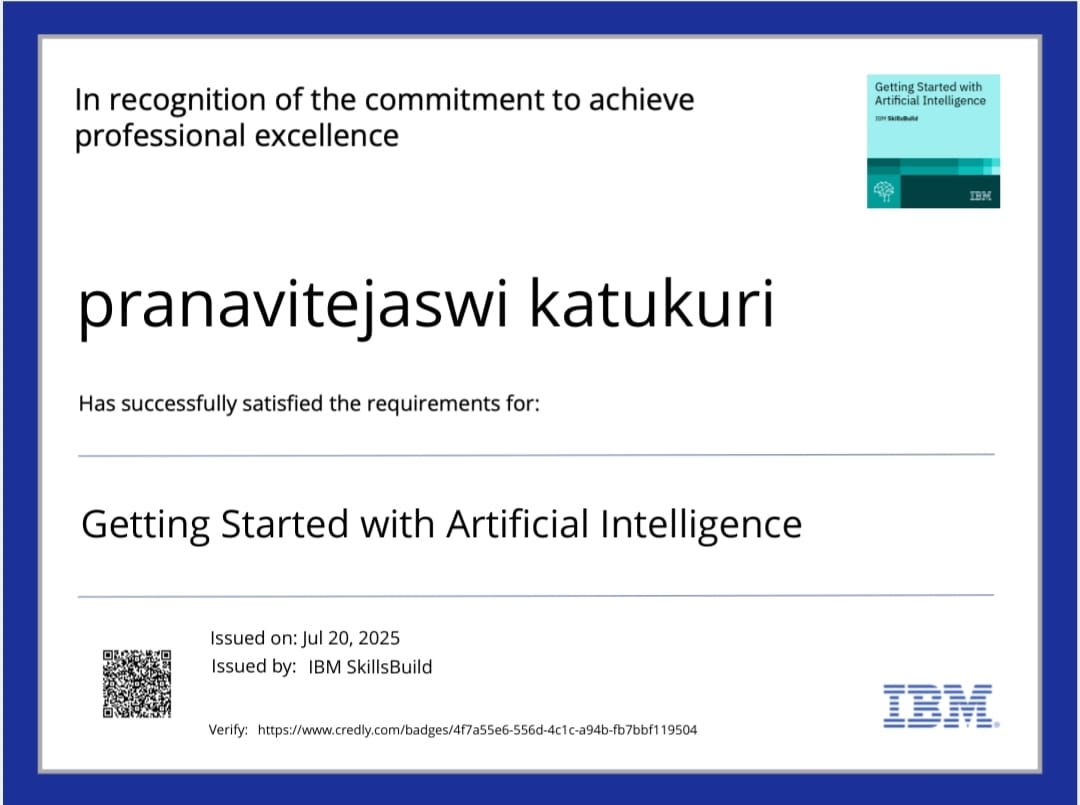 In recognition of the commitment to achieve
professional excellence
Getting Started with
Artificial Intelligence
IBM SkillsBuild
IBM
pranavitejaswi katukuri
Has successfully satisfied the requirements for:
Getting Started with Artificial Intelligence
Issued on: Jul 20, 2025
Issued by: IBM SkillsBuild
Verify: https://www.credly.com/badges/4f7a55e6-556d-4c1c-a94b-fb7bbf119504
IBM®